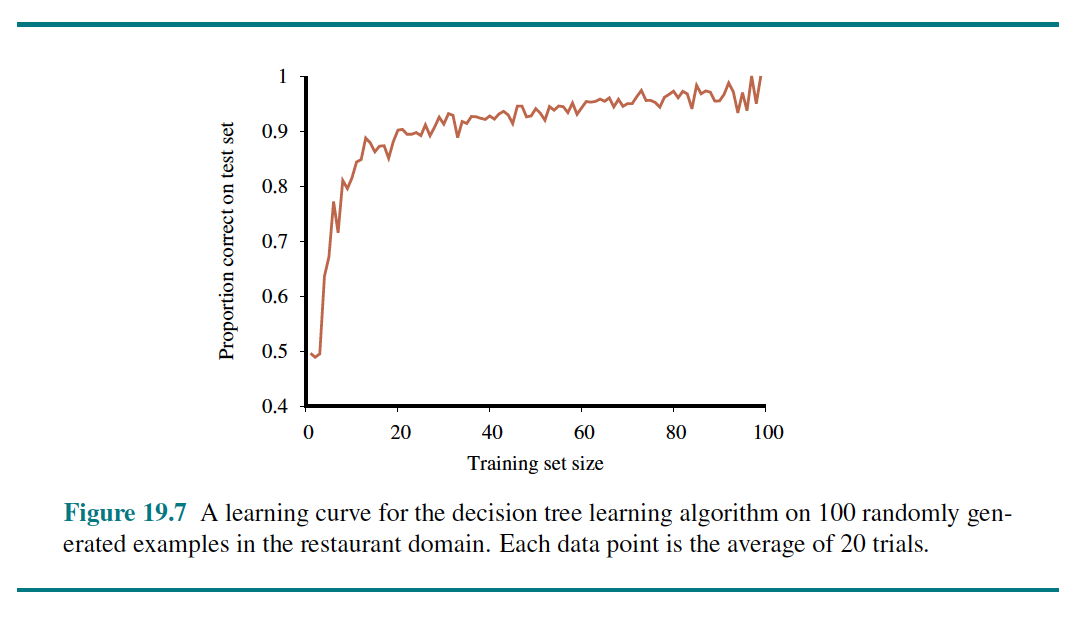 1
0.9
0.8
0.7
0.6
0.5
0.4
Proportion correct on test set
0 20 40 60 80 100
Training set size
Figure 19.7 A learning curve for the decision tree learning algorithm on 100 randomly gen-
erated examples in the restaurant domain. Each data point is the average of 20 trials.